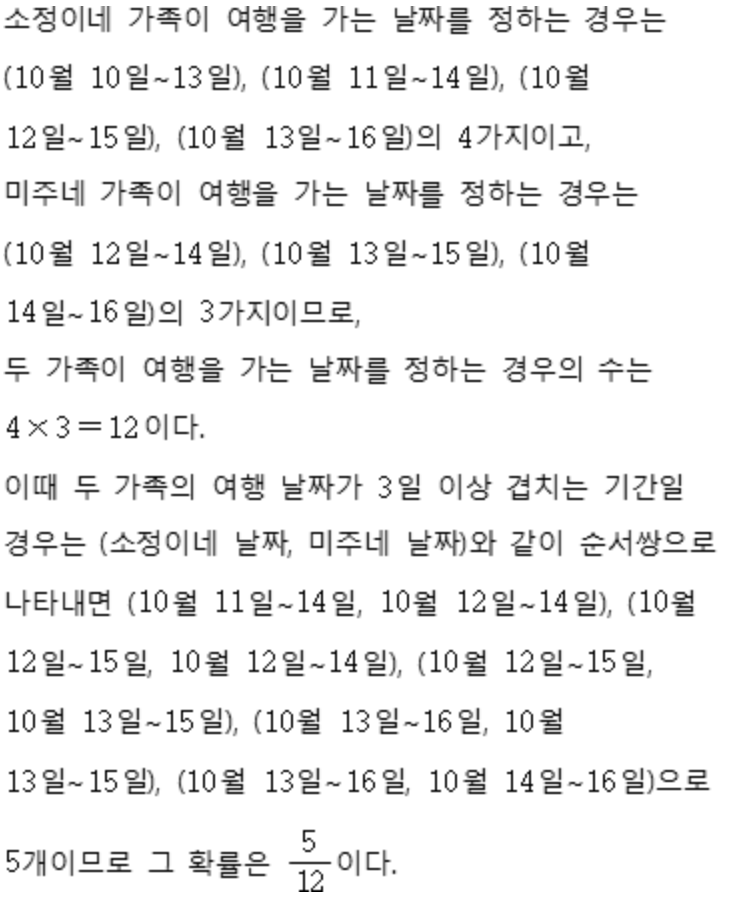 소정이네 가족이 여행을 가는 날짜를 정하는 경우는
(10월 10일~13일), (10월 11일~14일), (10월
12일~15일), (10월 13일~16일)의 4가지이고,
미주네 가족이 여행을 가는 날짜를 정하는 경우는
(10월 12일~14일), (10월 13일~15일), (10월
14일~16일)의 3가지이므로,
두 가족이 여행을 가는 날짜를 정하는 경우의 수는
4×3=12이다.
이때 두 가족의 여행 날짜가 3일 이상 겹치는 기간일
경우는 (소정이네 날짜, 미주네 날짜)와 같이 순서쌍으로
나타내면 (10월 11일~14일, 10월 12일~14일), (10월
12일~15일, 10월 12일~14일), (10월 12일~15일,
10월 13일~15일), (10월 13일~16일, 10월
13일~15일), (10월 13일~16일, 10월 14일~16일)으로
5개이므로 그 확률은 5/12이다.